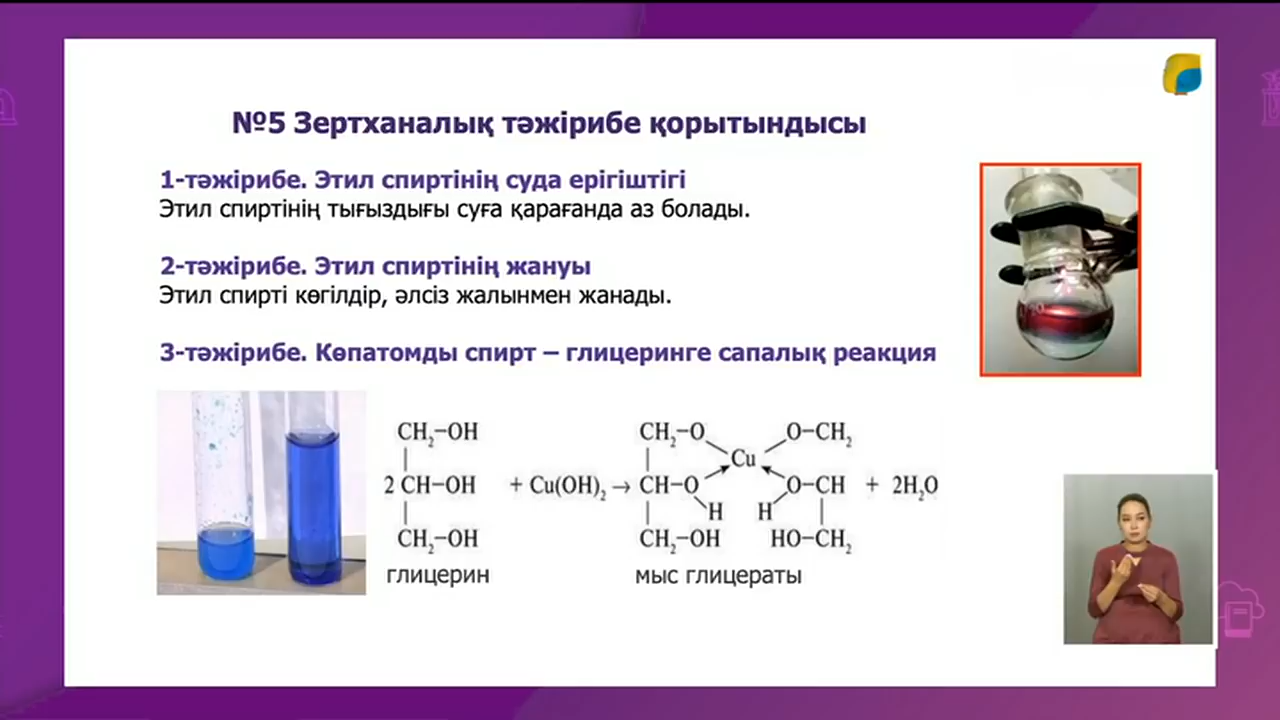 №5 Зертханалық тәжірибе қорытындысы
1-тәжірибе. Этил спиртінің суда ерігіштігі
Этил спиртінің тығыздығы суға қарағанда аз болады.
2-тәжірибе. Этил спиртінің жануы
Этил спирті көгілдір, әлсіз жалынмен жанады.
3-тәжірибе. Көпатомды спирт – глицеринге сапалық реакция
CH₂–OH CH₂–O O–CH₂
Cu
2 CH–OH + Cu(OH)₂ → CH–O O–CH + 2H₂O
H H
CH₂–OH CH₂–OH HO–CH₂
глицерин мыс глицераты